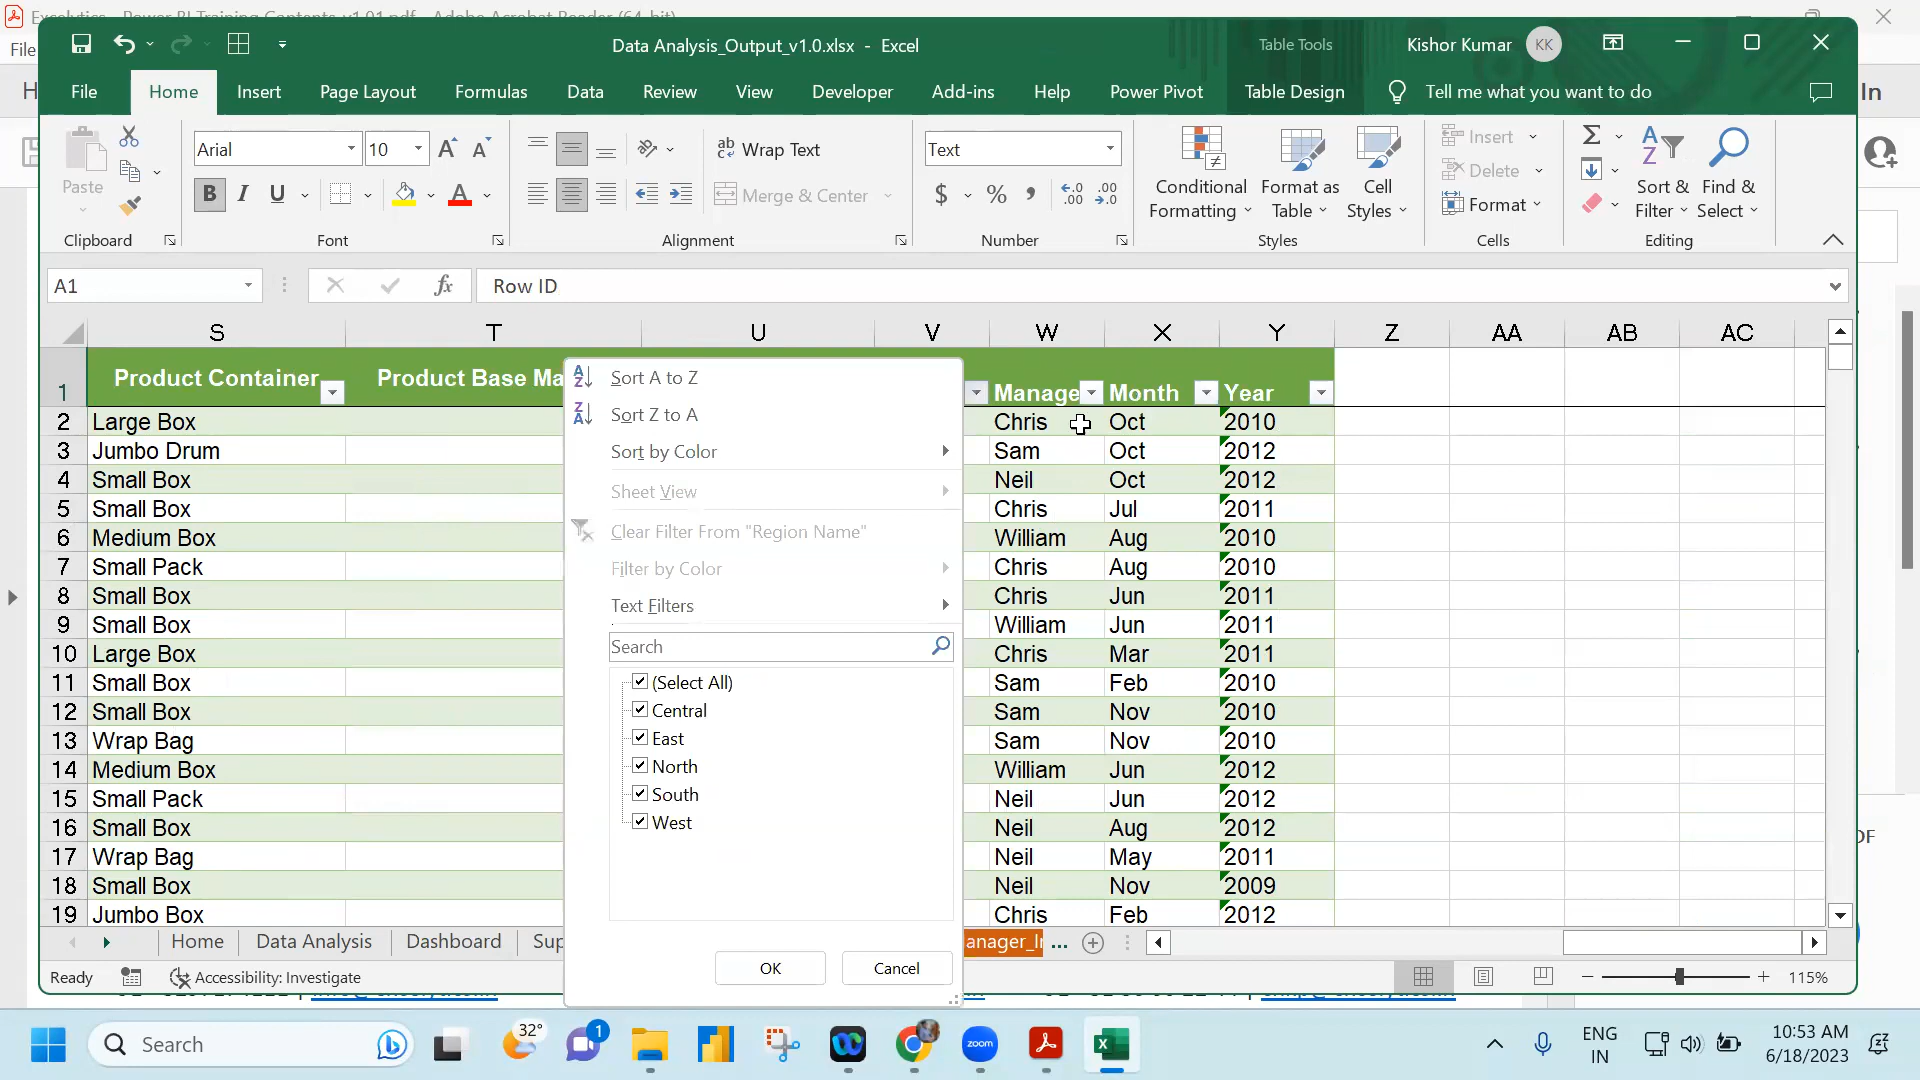 Excelytics - Power BI Training Contents v1.01.pdf - Adobe Acrobat Reader (64-bit)
Data Analysis_Output_v1.0.xlsx - Excel
Table Tools
Kishor Kumar KK
File Home Insert Page Layout Formulas Data Review View Developer Add-ins Help Power Pivot Table Design Tell me what you want to do
File
In
Paste
Arial 10
Wrap Text
Text
Conditional Formatting
Format as Table
Cell Styles
Insert
Delete
Format
Sort & Filter
Find & Select
B I U
Merge & Center
$ %
Clipboard Font Alignment Number Styles Cells Editing
A1 fx Row ID
S T U V W X Y Z AA AB AC
1 Product Container Product Base Ma Manage Month Year
2 Large Box Chris Oct 2010
3 Jumbo Drum Sam Oct 2012
4 Small Box Neil Oct 2012
5 Small Box Chris Jul 2011
6 Medium Box William Aug 2010
7 Small Pack Chris Aug 2010
8 Small Box Chris Jun 2011
9 Small Box William Jun 2011
10 Large Box Chris Mar 2011
11 Small Box Sam Feb 2010
12 Small Box Sam Nov 2010
13 Wrap Bag Sam Nov 2010
14 Medium Box William Jun 2012
15 Small Pack Neil Jun 2012
16 Small Box Neil Aug 2012
17 Wrap Bag Neil May 2011
18 Small Box Neil Nov 2009
19 Jumbo Box Chris Feb 2012
Sort A to Z
Sort Z to A
Sort by Color
Sheet View
Clear Filter From "Region Name"
Filter by Color
Text Filters
Search
(Select All)
Central
East
North
South
West
OK Cancel
Home Data Analysis Dashboard Sup anager_Ir ...
Ready Accessibility: Investigate 115%
DF
Search 32° 1 zoom ENG IN 10:53 AM 6/18/2023